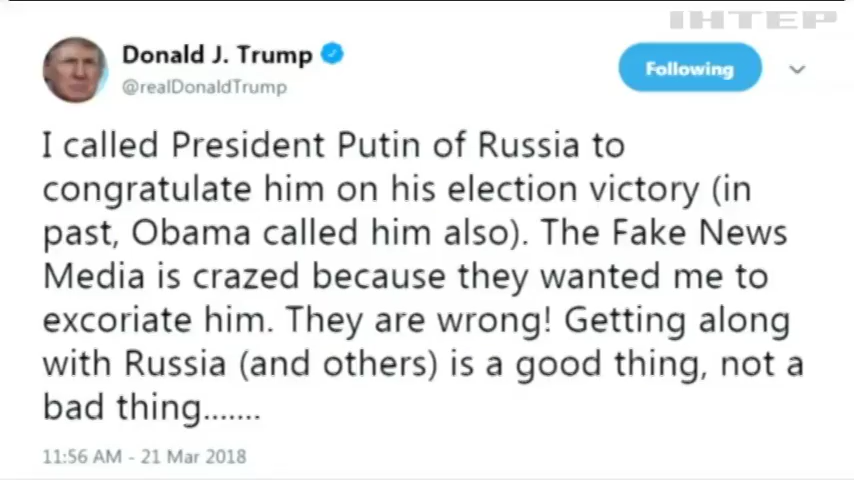 ІНТЕР
Donald J. Trump
@realDonaldTrump
Following
I called President Putin of Russia to
congratulate him on his election victory (in
past, Obama called him also). The Fake News
Media is crazed because they wanted me to
excoriate him. They are wrong! Getting along
with Russia (and others) is a good thing, not a
bad thing.......
11:56 AM - 21 Mar 2018